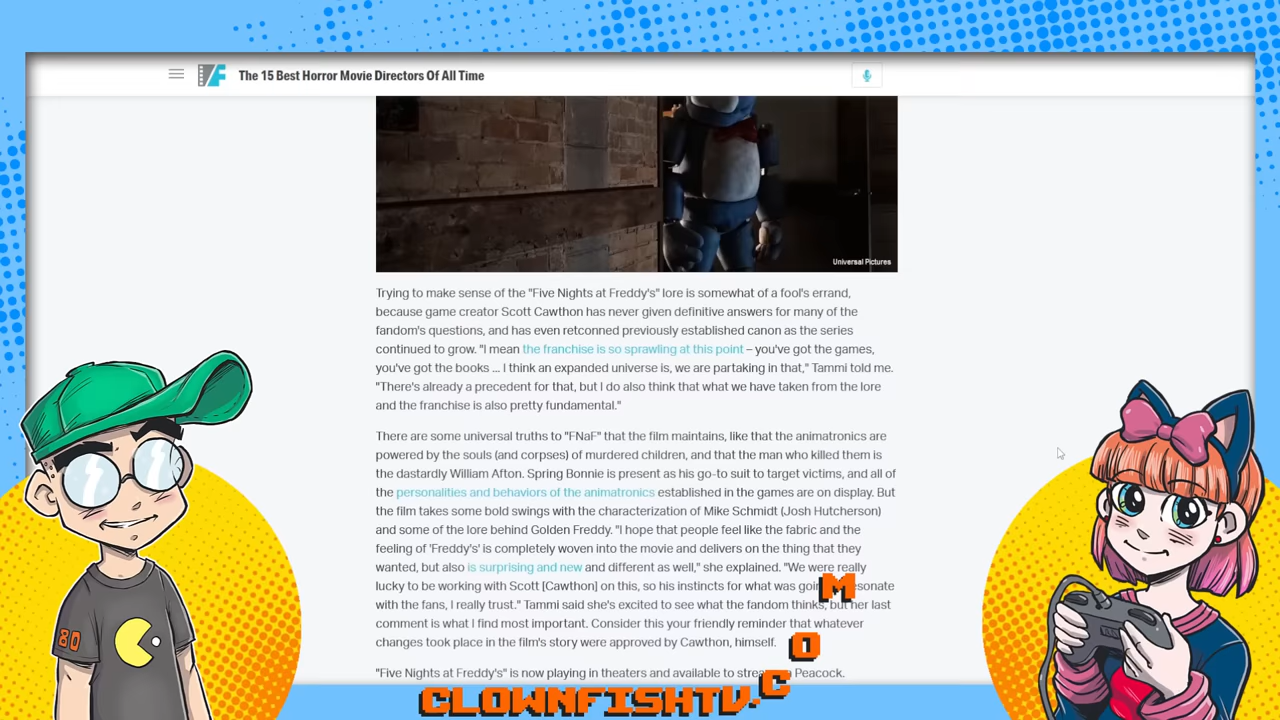 The 15 Best Horror Movie Directors Of All Time
Universal Pictures
Trying to make sense of the "Five Nights at Freddy's" lore is somewhat of a fool's errand,
because game creator Scott Cawthon has never given definitive answers for many of the
fandom's questions, and has even retconned previously established canon as the series
continued to grow. "I mean the franchise is so sprawling at this point – you've got the games,
you've got the books ... I think an expanded universe is, we are partaking in that," Tammi told me.
"There's already a precedent for that, but I do also think that what we have taken from the lore
and the franchise is also pretty fundamental."
There are some universal truths to "FNaF" that the film maintains, like that the animatronics are
powered by the souls (and corpses) of murdered children, and that the man who killed them is
the dastardly William Afton. Spring Bonnie is present as his go-to suit to target victims, and all of
the personalities and behaviors of the animatronics established in the games are on display. But
the film takes some bold swings with the characterization of Mike Schmidt (Josh Hutcherson)
and some of the lore behind Golden Freddy. "I hope that people feel like the fabric and the
feeling of 'Freddy's' is completely woven into the movie and delivers on the thing that they
wanted, but also is surprising and new and different as well," she explained. "We were really
lucky to be working with Scott [Cawthon] on this, so his instincts for what was
with the fans, I really trust." Tammi said she's excited to see what the fandom thinks, but her last
comment is what I find most important. Consider this your friendly reminder that whatever
changes took place in the film's story were approved by Cawthon, himself.
"Five Nights at Freddy's" is now playing in theaters and available to Peacock.
80
CLOWNFISHTV.COM